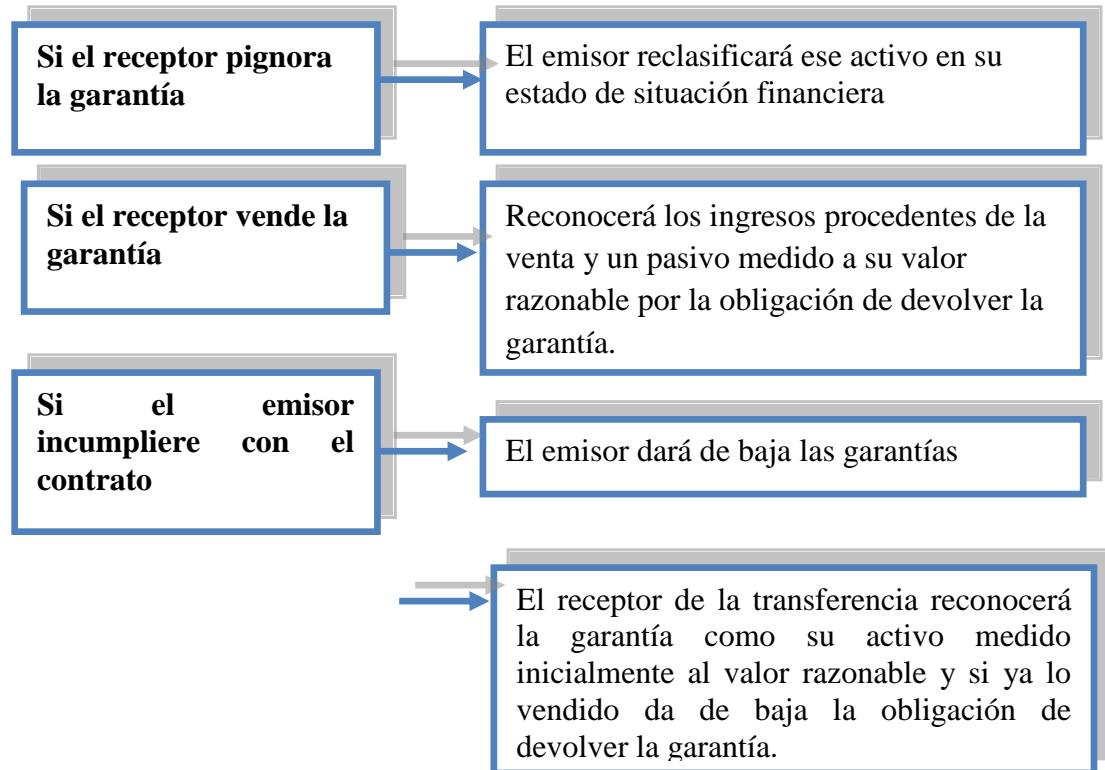 Si el receptor pignora
la garantía
El emisor reclasificará ese activo en su
estado de situación financiera
Si el receptor vende la
garantía
Reconocerá los ingresos procedentes de la
venta y un pasivo medido a su valor
razonable por la obligación de devolver la
garantía.
Si el emisor
incumpliere con el
contrato
El emisor dará de baja las garantías
El receptor de la transferencia reconocerá
la garantía como su activo medido
inicialmente al valor razonable y si ya lo
vendido da de baja la obligación de
devolver la garantía.